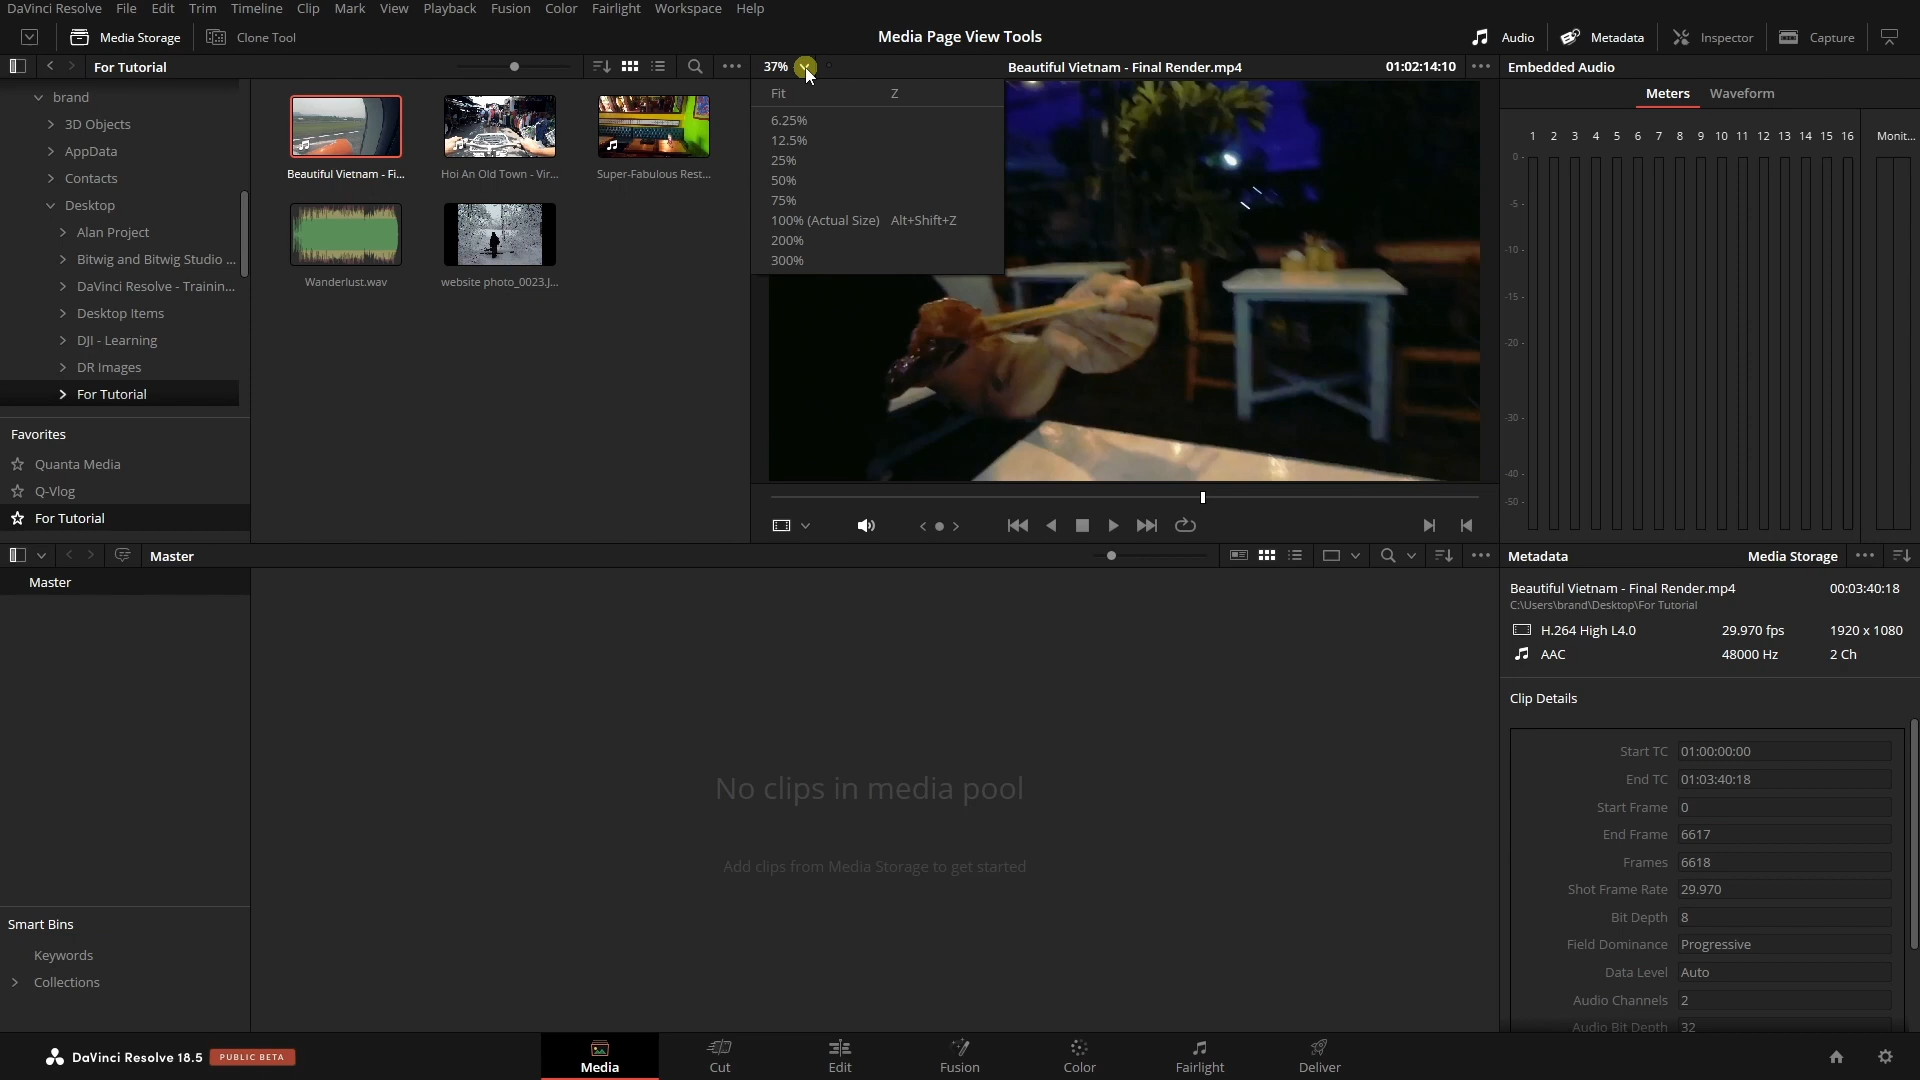 DaVinci Resolve File Edit Trim Timeline Clip Mark View Playback Fusion Color Fairlight Workspace Help
Media Storage Clone Tool Media Page View Tools Audio Metadata Inspector Capture
For Tutorial 37% Beautiful Vietnam - Final Render.mp4 01:02:14:10 Embedded Audio
brand
3D Objects
AppData
Contacts
Desktop
Alan Project
Bitwig and Bitwig Studio ...
DaVinci Resolve - Trainin...
Desktop Items
DJI - Learning
DR Images
For Tutorial
Favorites
Quanta Media
Q-Vlog
For Tutorial
Beautiful Vietnam - Fi... Hoi An Old Town - Vir... Super-Fabulous Rest...
Wanderlust.wav website photo_0023.J...
Fit Z
6.25%
12.5%
25%
50%
75%
100% (Actual Size) Alt+Shift+Z
200%
300%
Meters Waveform
1 2 3 4 5 6 7 8 9 10 11 12 13 14 15 16 Monit...
0
-5
-10
-15
-20
-30
-40
-50
Master
Master
No clips in media pool
Add clips from Media Storage to get started
Smart Bins
Keywords
Collections
Metadata Media Storage
Beautiful Vietnam - Final Render.mp4 00:03:40:18
C:\Users\brand\Desktop\For Tutorial
H.264 High L4.0 29.970 fps 1920 x 1080
AAC 48000 Hz 2 Ch
Clip Details
Start TC 01:00:00:00
End TC 01:03:40:18
Start Frame 0
End Frame 6617
Frames 6618
Shot Frame Rate 29.970
Bit Depth 8
Field Dominance Progressive
Data Level Auto
Audio Channels 2
Audio Bit Depth 32
DaVinci Resolve 18.5 PUBLIC BETA Media Cut Edit Fusion Color Fairlight Deliver